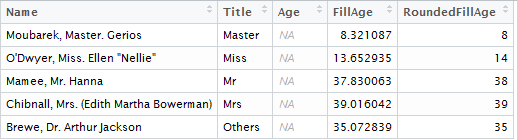 Name Title Age FillAge RoundedFillAge
Moubarek, Master. Gerios Master NA 8.321087 8
O'Dwyer, Miss. Ellen "Nellie" Miss NA 13.652935 14
Mamee, Mr. Hanna Mr NA 37.830063 38
Chibnall, Mrs. (Edith Martha Bowerman) Mrs NA 39.016042 39
Brewe, Dr. Arthur Jackson Others NA 35.072839 35